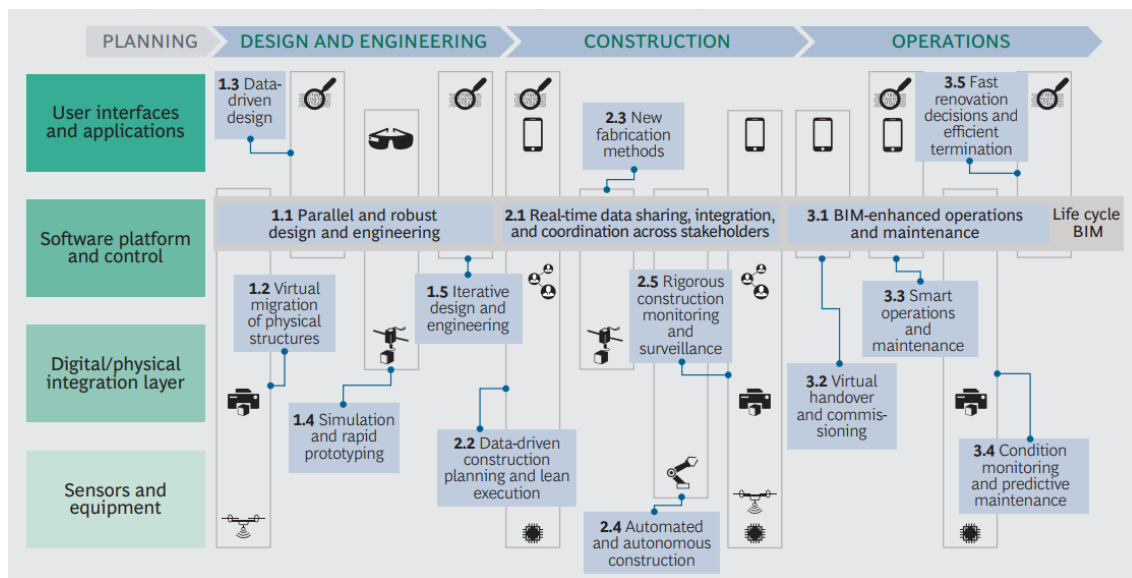 PLANNING
DESIGN AND ENGINEERING
CONSTRUCTION
OPERATIONS
User interfaces
and applications
1.3 Data-
driven
design
2.3 New
fabrication
methods
3.5 Fast
renovation
decisions and
efficient
termination
Software platform
and control
1.1 Parallel and robust
design and engineering
2.1 Real-time data sharing, integration,
and coordination across stakeholders
3.1 BIM-enhanced operations
and maintenance
Life cycle
BIM
1.2 Virtual
migration
of physical
structures
1.5 Iterative
design and
engineering
2.5 Rigorous
construction
monitoring
and
surveillance
3.3 Smart
operations
and
maintenance
Digital/physical
integration layer
1.4 Simulation
and rapid
prototyping
2.2 Data-driven
construction
planning and lean
execution
3.2 Virtual
handover
and commis-
sioning
3.4 Condition
monitoring
and predictive
maintenance
Sensors and
equipment
2.4 Automated
and autonomous
construction